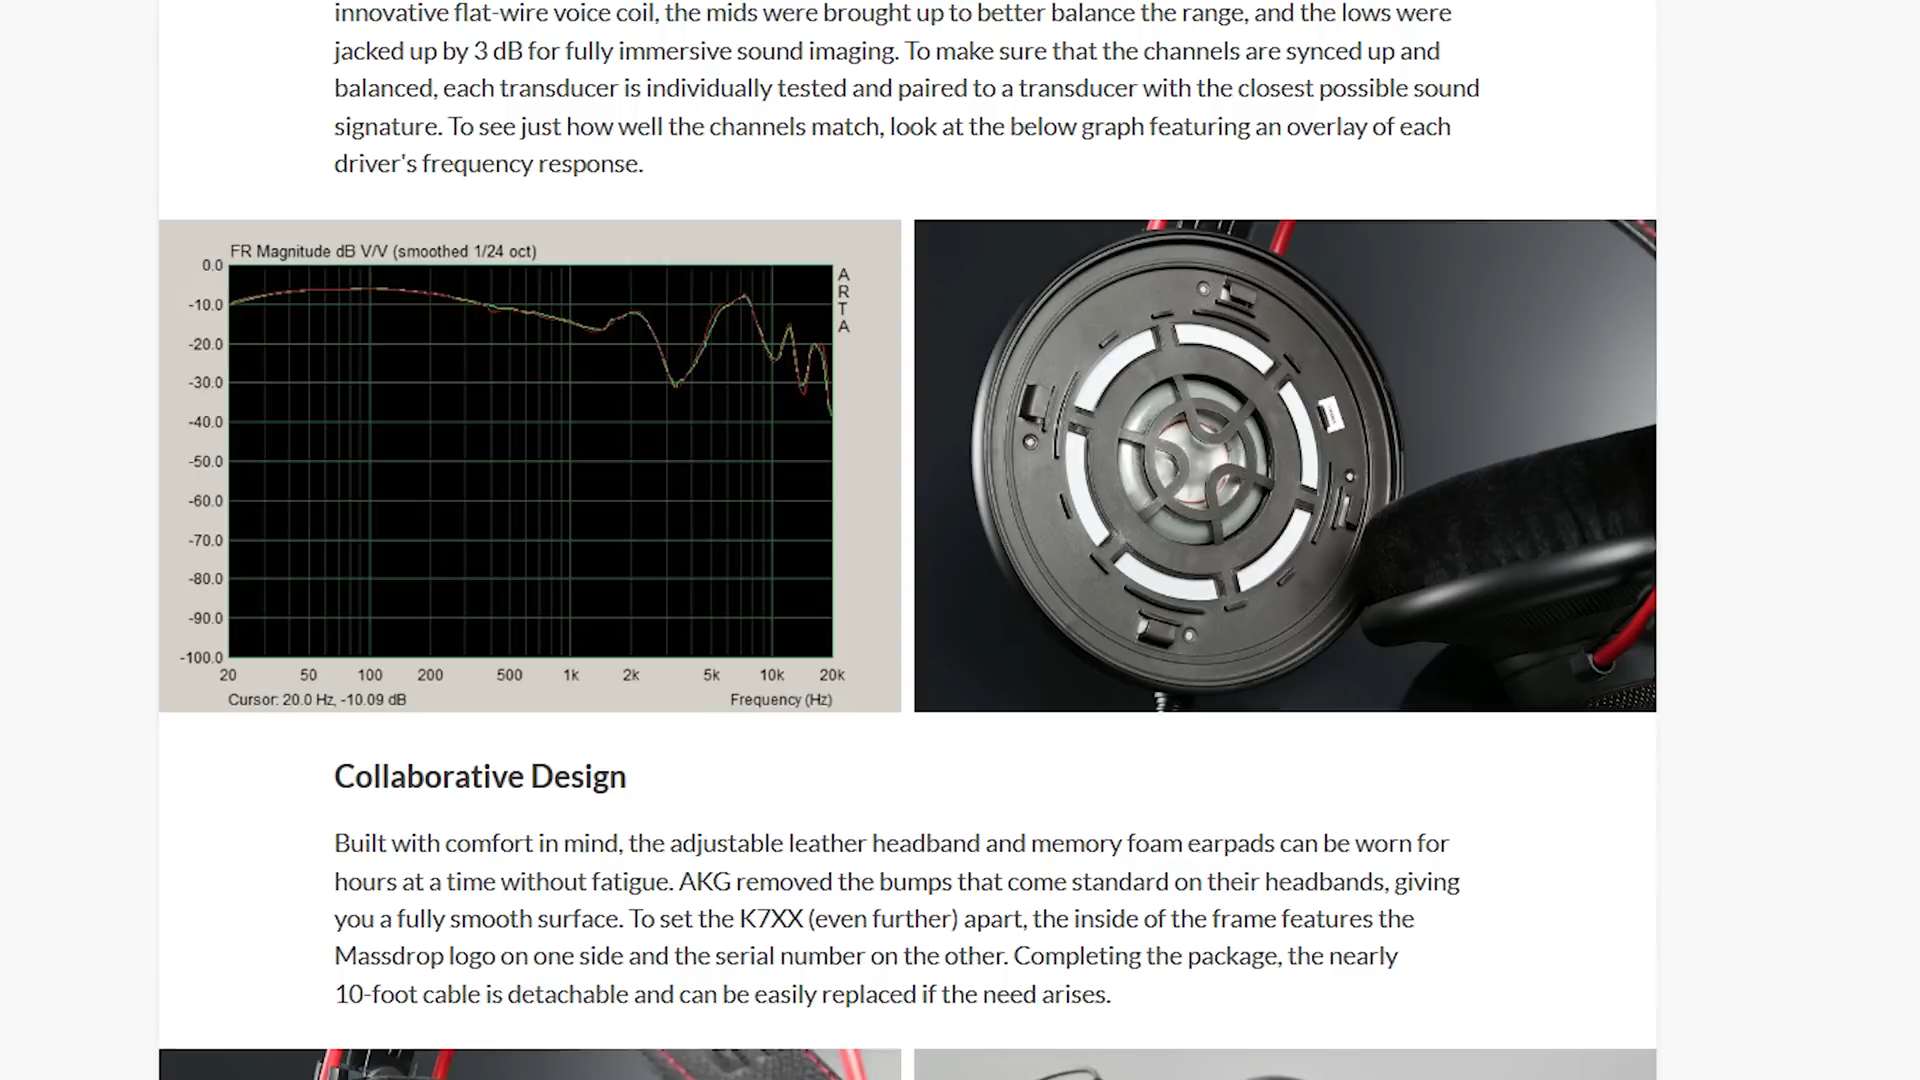 innovative flat-wire voice coil, the mids were brought up to better balance the range, and the lows were
jacked up by 3 dB for fully immersive sound imaging. To make sure that the channels are synced up and
balanced, each transducer is individually tested and paired to a transducer with the closest possible sound
signature. To see just how well the channels match, look at the below graph featuring an overlay of each
driver's frequency response.
FR Magnitude dB V/V (smoothed 1/24 oct)
0.0
-10.0
-20.0
-30.0
-40.0
-50.0
-60.0
-70.0
-80.0
-90.0
-100.0
A
R
T
A
20 50 100 200 500 1k 2k 5k 10k 20k
Cursor: 20.0 Hz, -10.09 dB Frequency (Hz)
Collaborative Design
Built with comfort in mind, the adjustable leather headband and memory foam earpads can be worn for
hours at a time without fatigue. AKG removed the bumps that come standard on their headbands, giving
you a fully smooth surface. To set the K7XX (even further) apart, the inside of the frame features the
Massdrop logo on one side and the serial number on the other. Completing the package, the nearly
10-foot cable is detachable and can be easily replaced if the need arises.